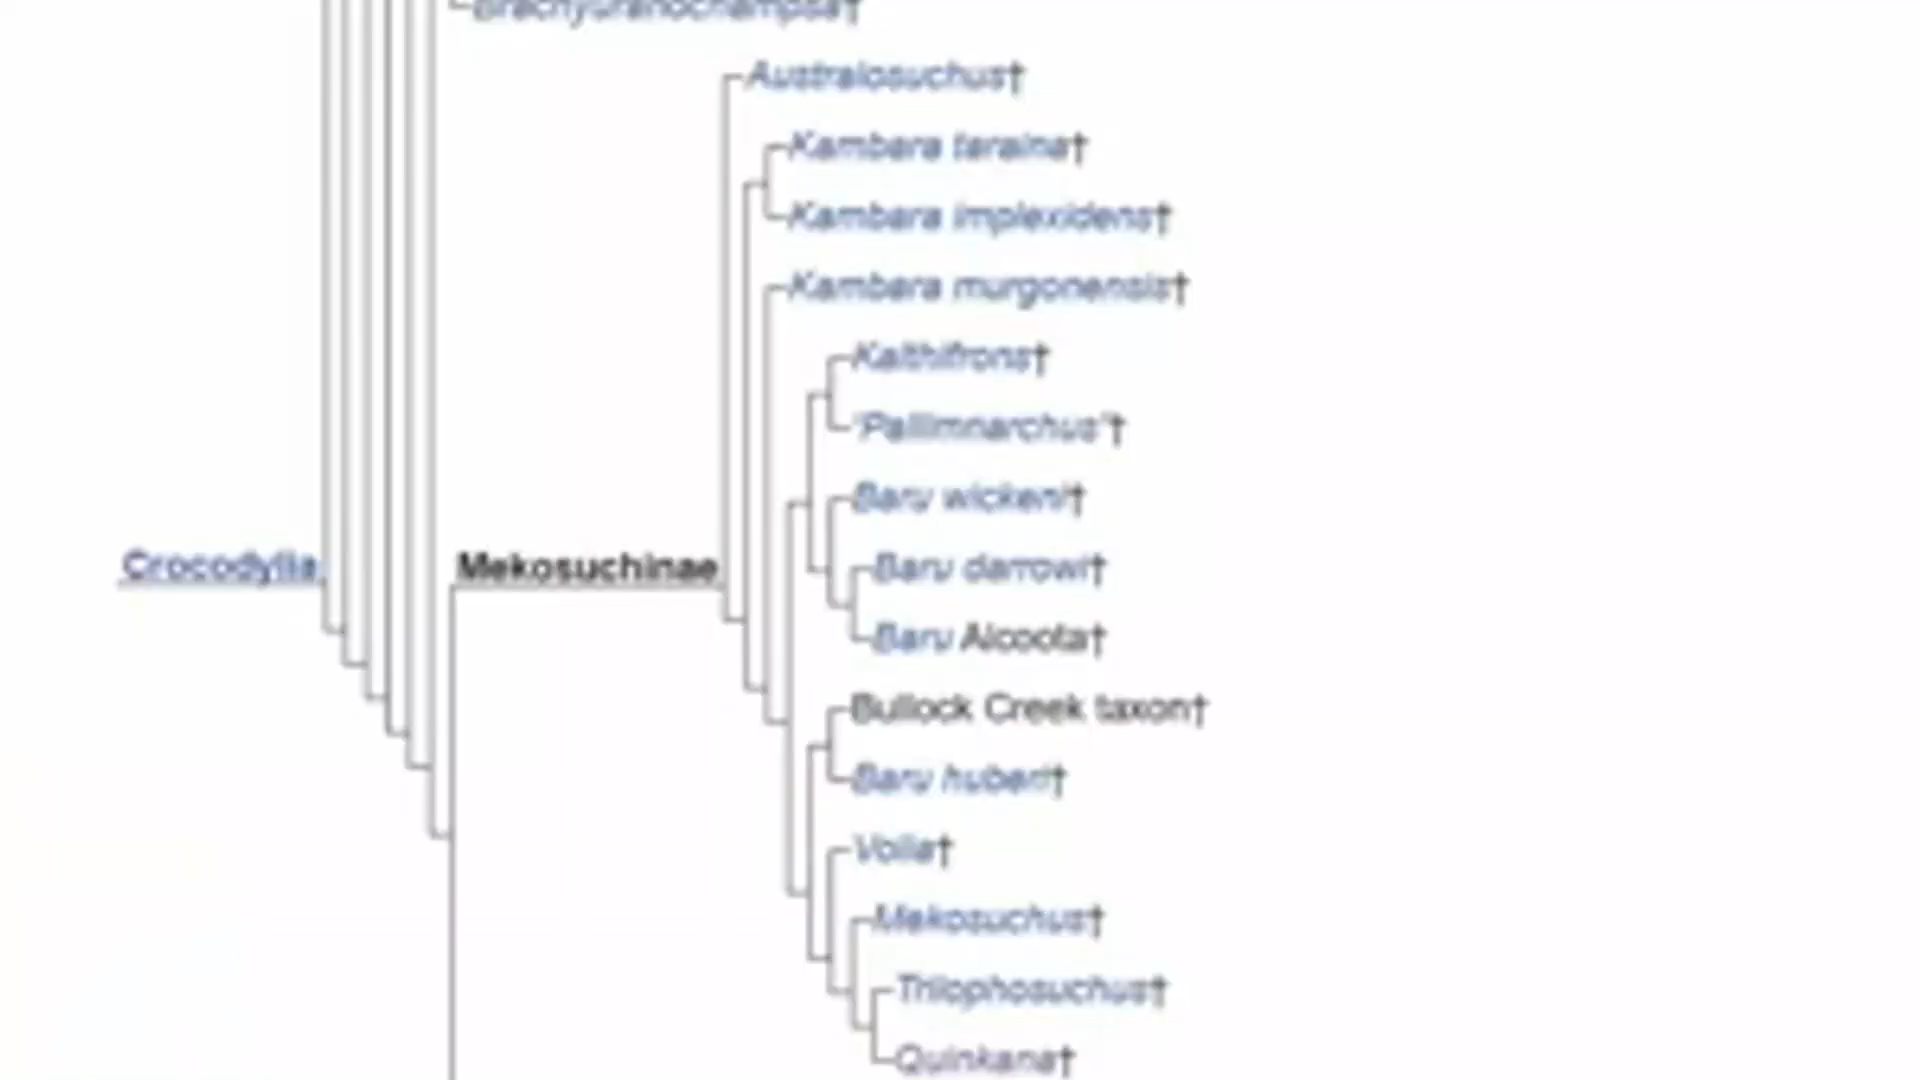 Brachyuranochampsa†
Australosuchus†
Kambara taraina†
Kambara implexidens†
Kambara murgonensis†
Kalthifrons†
'Pallimnarchus'†
Baru wickeni†
Crocodylia
Mekosuchinae
Baru darrowi†
Baru Alcoota†
Bullock Creek taxon†
Baru huberi†
Volia†
Mekosuchus†
Trilophosuchus†
Quinkana†